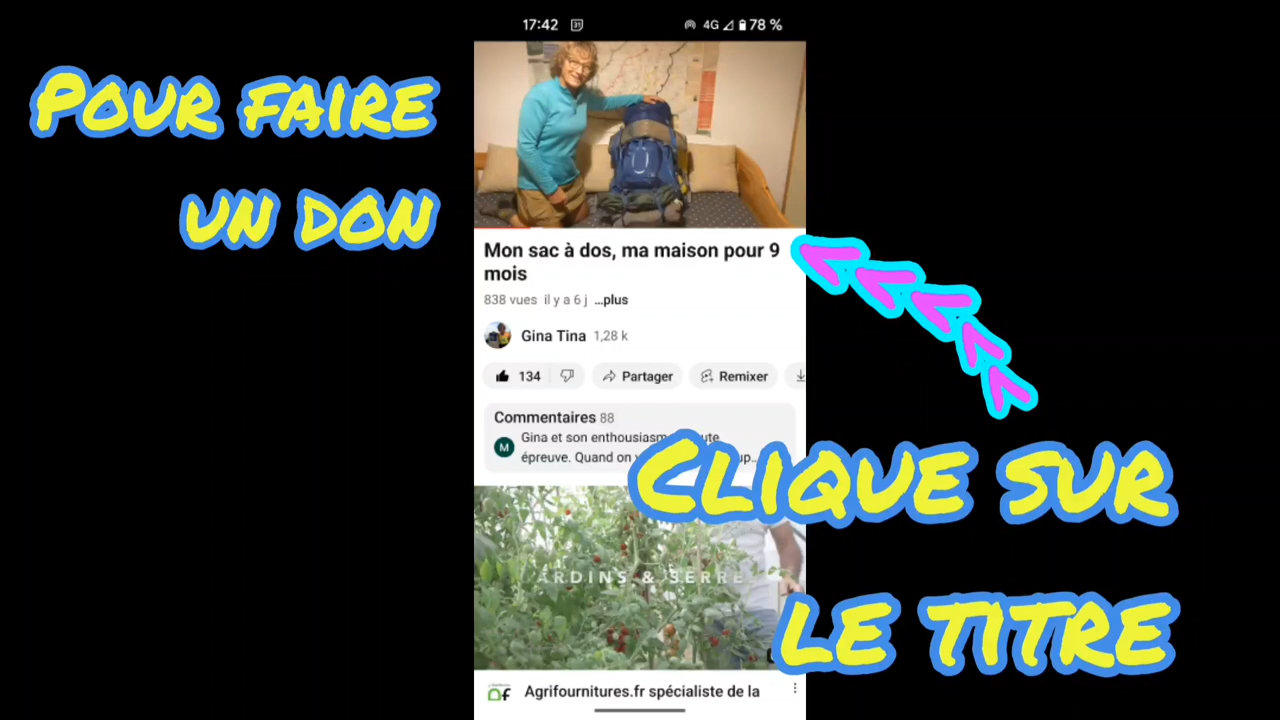 17:42 31 4G 78 %
POUR FAIRE
UN DON
Mon sac à dos, ma maison pour 9
mois
838 vues il y a 6 j ...plus
Gina Tina 1,28 k
134 Partager Remixer
Commentaires 88
M Gina et son enthousiasm
épreuve. Quand on
CLIQUE SUR
LE TITRE
ARDINS & SERRE
Agrifournitures.fr spécialiste de la